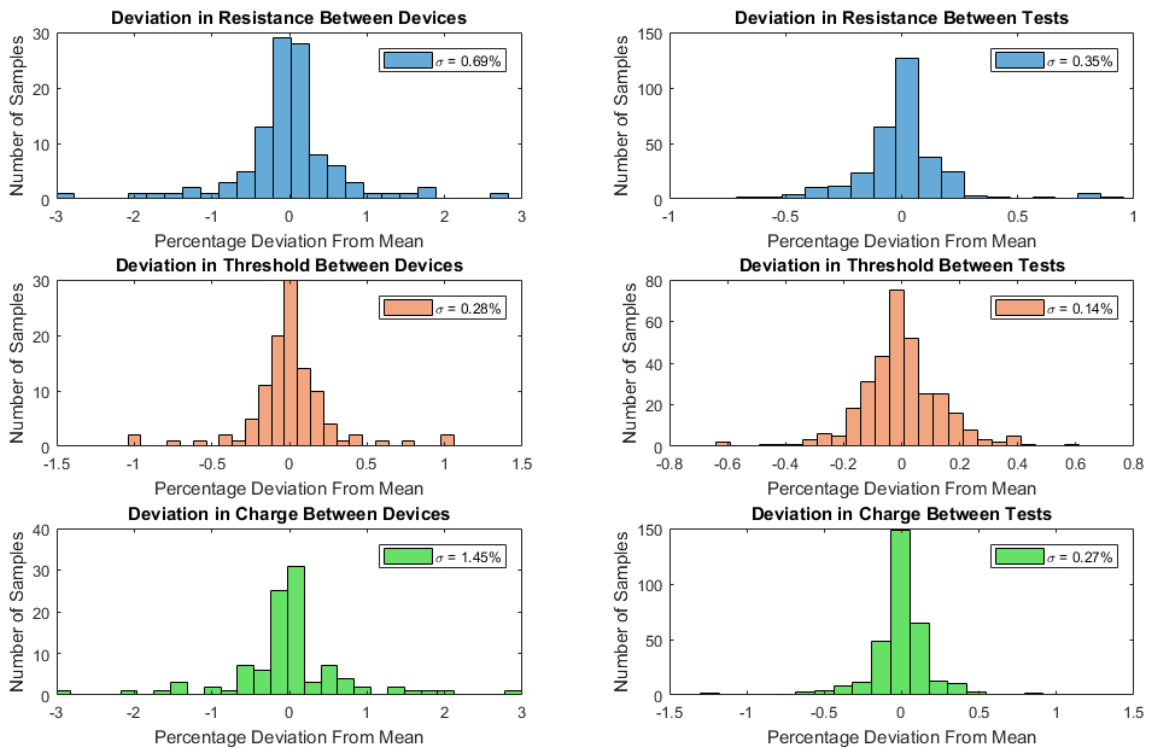 Deviation in Resistance Between Devices
30
20
10
0
Number of Samples
σ = 0.69%
-3 -2 -1 0 1 2 3
Percentage Deviation From Mean
Deviation in Resistance Between Tests
150
100
50
0
Number of Samples
σ = 0.35%
-1 -0.5 0 0.5 1
Percentage Deviation From Mean
Deviation in Threshold Between Devices
30
20
10
0
Number of Samples
σ = 0.28%
-1.5 -1 -0.5 0 0.5 1 1.5
Percentage Deviation From Mean
Deviation in Threshold Between Tests
80
60
40
20
0
Number of Samples
σ = 0.14%
-0.8 -0.6 -0.4 -0.2 0 0.2 0.4 0.6 0.8
Percentage Deviation From Mean
Deviation in Charge Between Devices
40
30
20
10
0
Number of Samples
σ = 1.45%
-3 -2 -1 0 1 2 3
Percentage Deviation From Mean
Deviation in Charge Between Tests
150
100
50
0
Number of Samples
σ = 0.27%
-1.5 -1 -0.5 0 0.5 1 1.5
Percentage Deviation From Mean